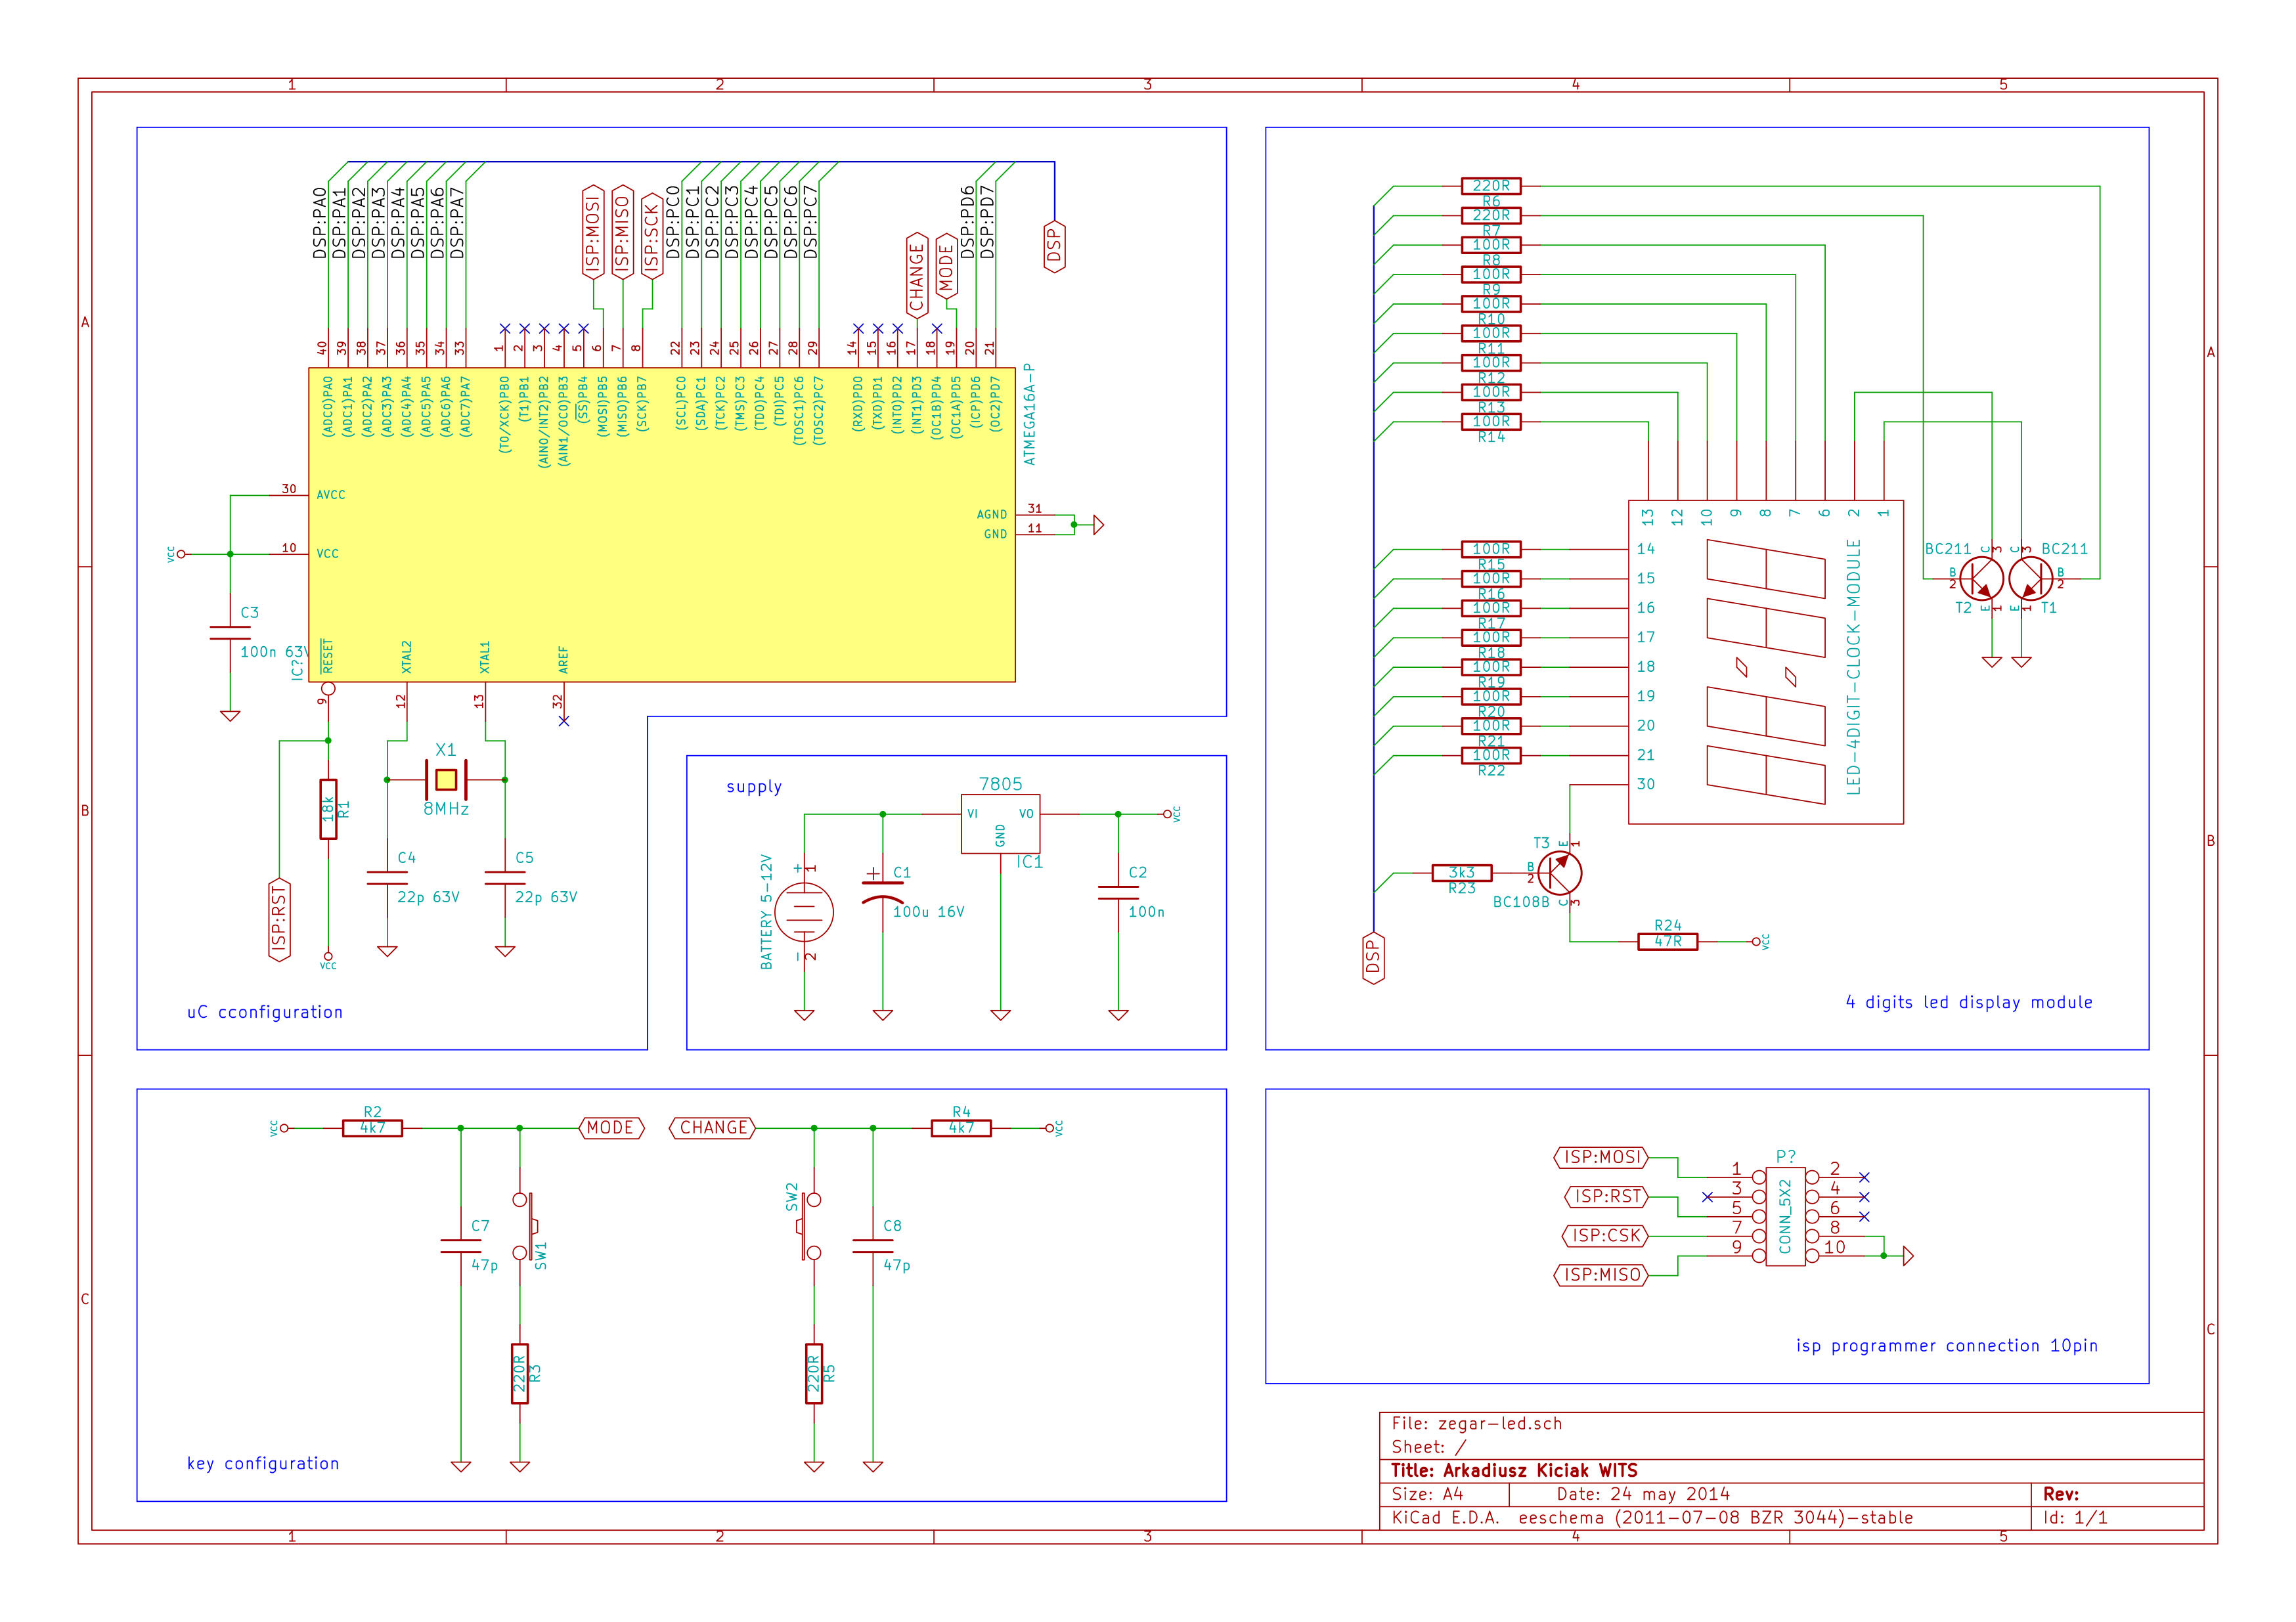 1 2 3 4 5
A
B
C
A
B
C
1 2 3 4 5
DSP:PA0
DSP:PA1
DSP:PA2
DSP:PA3
DSP:PA4
DSP:PA5
DSP:PA6
DSP:PA7
ISP:MOSI
ISP:MISO
ISP:SCK
DSP:PC0
DSP:PC1
DSP:PC2
DSP:PC3
DSP:PC4
DSP:PC5
DSP:PC6
DSP:PC7
CHANGE
MODE
DSP:PD6
DSP:PD7
DSP
40 39 38 37 36 35 34 33 1 2 3 4 5 6 7 8 22 23 24 25 26 27 28 29 14 15 16 17 18 19 20 21
(ADC0)PA0
(ADC1)PA1
(ADC2)PA2
(ADC3)PA3
(ADC4)PA4
(ADC5)PA5
(ADC6)PA6
(ADC7)PA7
(T0/XCK)PB0
(T1)PB1
(AIN0/INT2)PB2
(AIN1/OC0)PB3
(SS)PB4
(MOSI)PB5
(MISO)PB6
(SCK)PB7
(SCL)PC0
(SDA)PC1
(TCK)PC2
(TMS)PC3
(TDO)PC4
(TDI)PC5
(TOSC1)PC6
(TOSC2)PC7
(RXD)PD0
(TXD)PD1
(INT0)PD2
(INT1)PD3
(OC1B)PD4
(OC1A)PD5
(ICP)PD6
(OC2)PD7
ATMEGA16A-P
30 AVCC
10 VCC
VCC
AGND 31
GND 11
C3
100n 63V
IC?
RESET
XTAL2
XTAL1
AREF
9 12 13 32
X1
8MHz
18k
R1
C4
22p 63V
C5
22p 63V
ISP:RST
VCC
uC cconfiguration
supply
BATTERY 5-12V
+ 1
- 2
C1
100u 16V
7805
VI VO
GND
IC1
C2
100n
VCC
220R
R6
220R
R7
100R
R8
100R
R9
100R
R10
100R
R11
100R
R12
100R
R13
100R
R14
13 12 10 9 8 7 6 2 1
100R
R15
100R
R16
100R
R17
100R
R18
100R
R19
100R
R20
100R
R21
100R
R22
14
15
16
17
18
19
20
21
30
LED-4DIGIT-CLOCK-MODULE
BC211
C 3
B 2
E 1
T2
BC211
C 3
B 2
E 1
T1
T3
E 1
B 2
C 3
BC108B
3k3
R23
R24
47R
VCC
DSP
4 digits led display module
VCC
R2
4k7
MODE
CHANGE
R4
4k7
VCC
C7
47p
SW1
SW2
C8
47p
220R
R3
220R
R5
key configuration
ISP:MOSI
ISP:RST
ISP:CSK
ISP:MISO
P?
CONN_5X2
1 2
3 4
5 6
7 8
9 10
isp programmer connection 10pin
File: zegar-led.sch
Sheet: /
Title: Arkadiusz Kiciak WITS
Size: A4 Date: 24 may 2014 Rev:
KiCad E.D.A. eeschema (2011-07-08 BZR 3044)-stable Id: 1/1